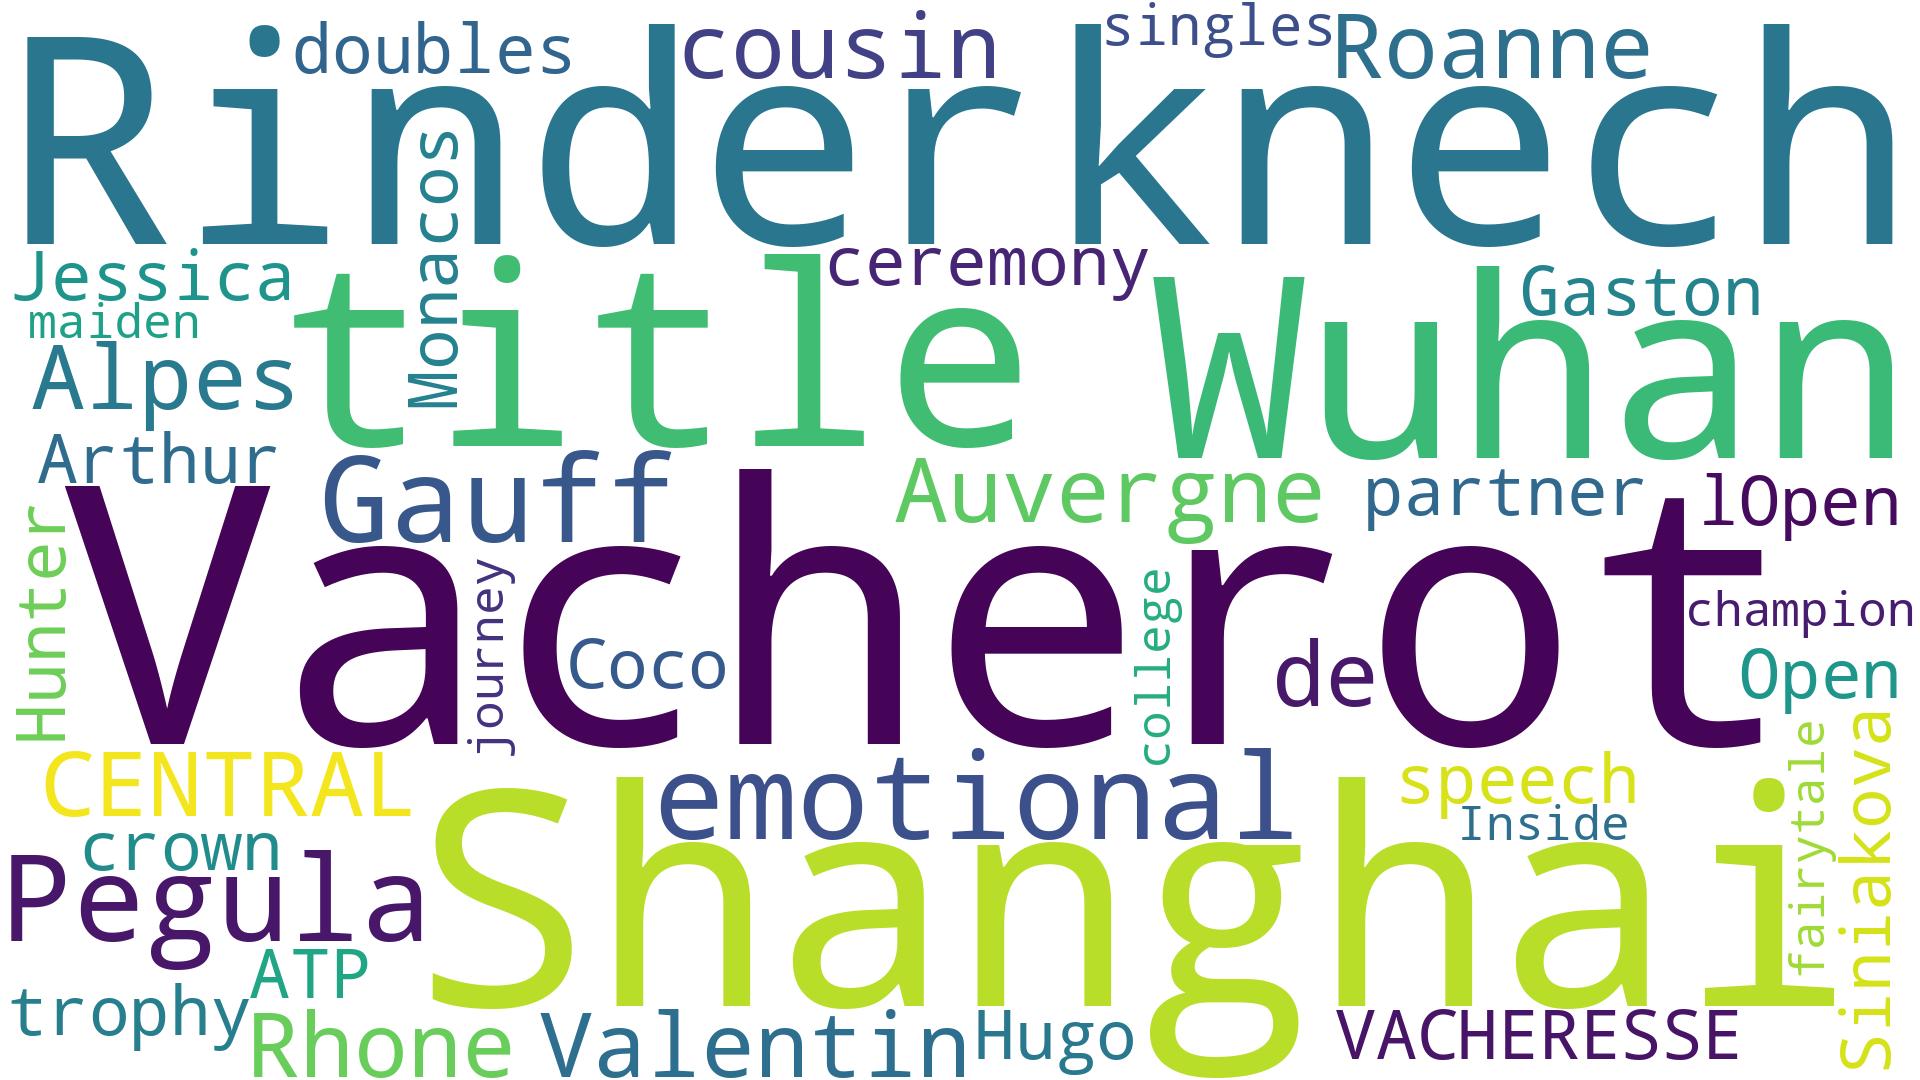 Rinderknech
doubles
cousin
singles
Roanne
Monacos
Jessica
maiden
title
ceremony
Wuhan
Gaston
Alpes
Arthur
Gauff
Auvergne
partner
lOpen
Hunter
Vacherot
journey
Coco
college
de
champion
Open
CENTRAL
emotional
speech
Inside
fairytale
Siniakova
crown
Pegula
Shanghai
ATP
trophy
Rhone
Valentin
Hugo
VACHERESSE